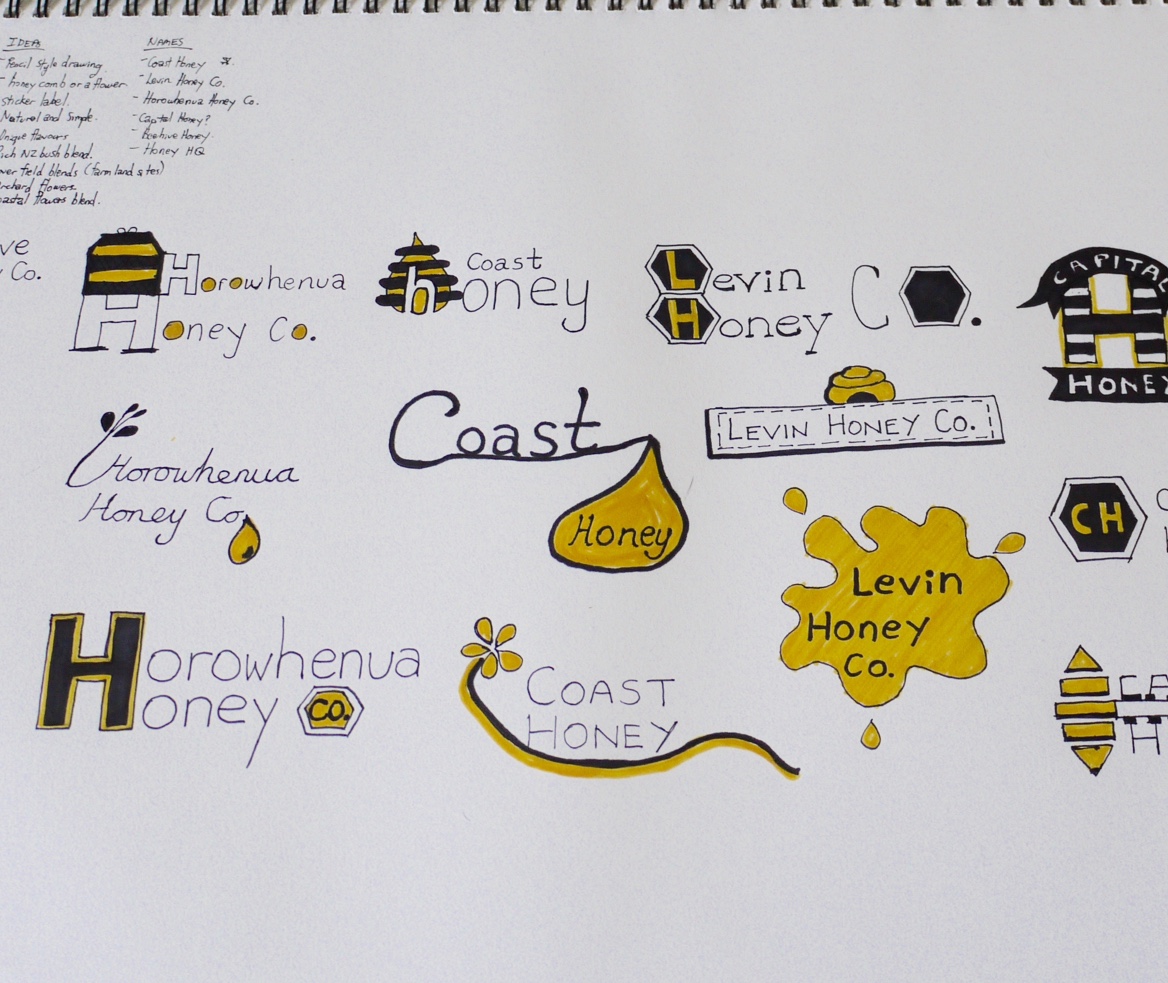 IDEA
- Pencil Style drawing.
- honey comb or a flower.
sticker label.
Natural and Simple.
Unique flavours
Rich NZ bush blend.
field blends (farm land sites)
flowers
flowers blend.
NAMES
- Coast Honey
- Levin Honey Co.
- Horowhenua Honey Co.
- Capital Honey?
- Beehive Honey.
- Honey HQ
ve
Co.
Horowhenua
Honey Co.
Coast
honey
Levin
Honey
Co.
CAPITAL
H
HONEY
Horowhenua
Honey Co.
Coast
Honey
LEVIN HONEY Co.
CH
Levin
Honey
Co.
Horowhenua
Honey CO.
COAST
HONEY
CA
H